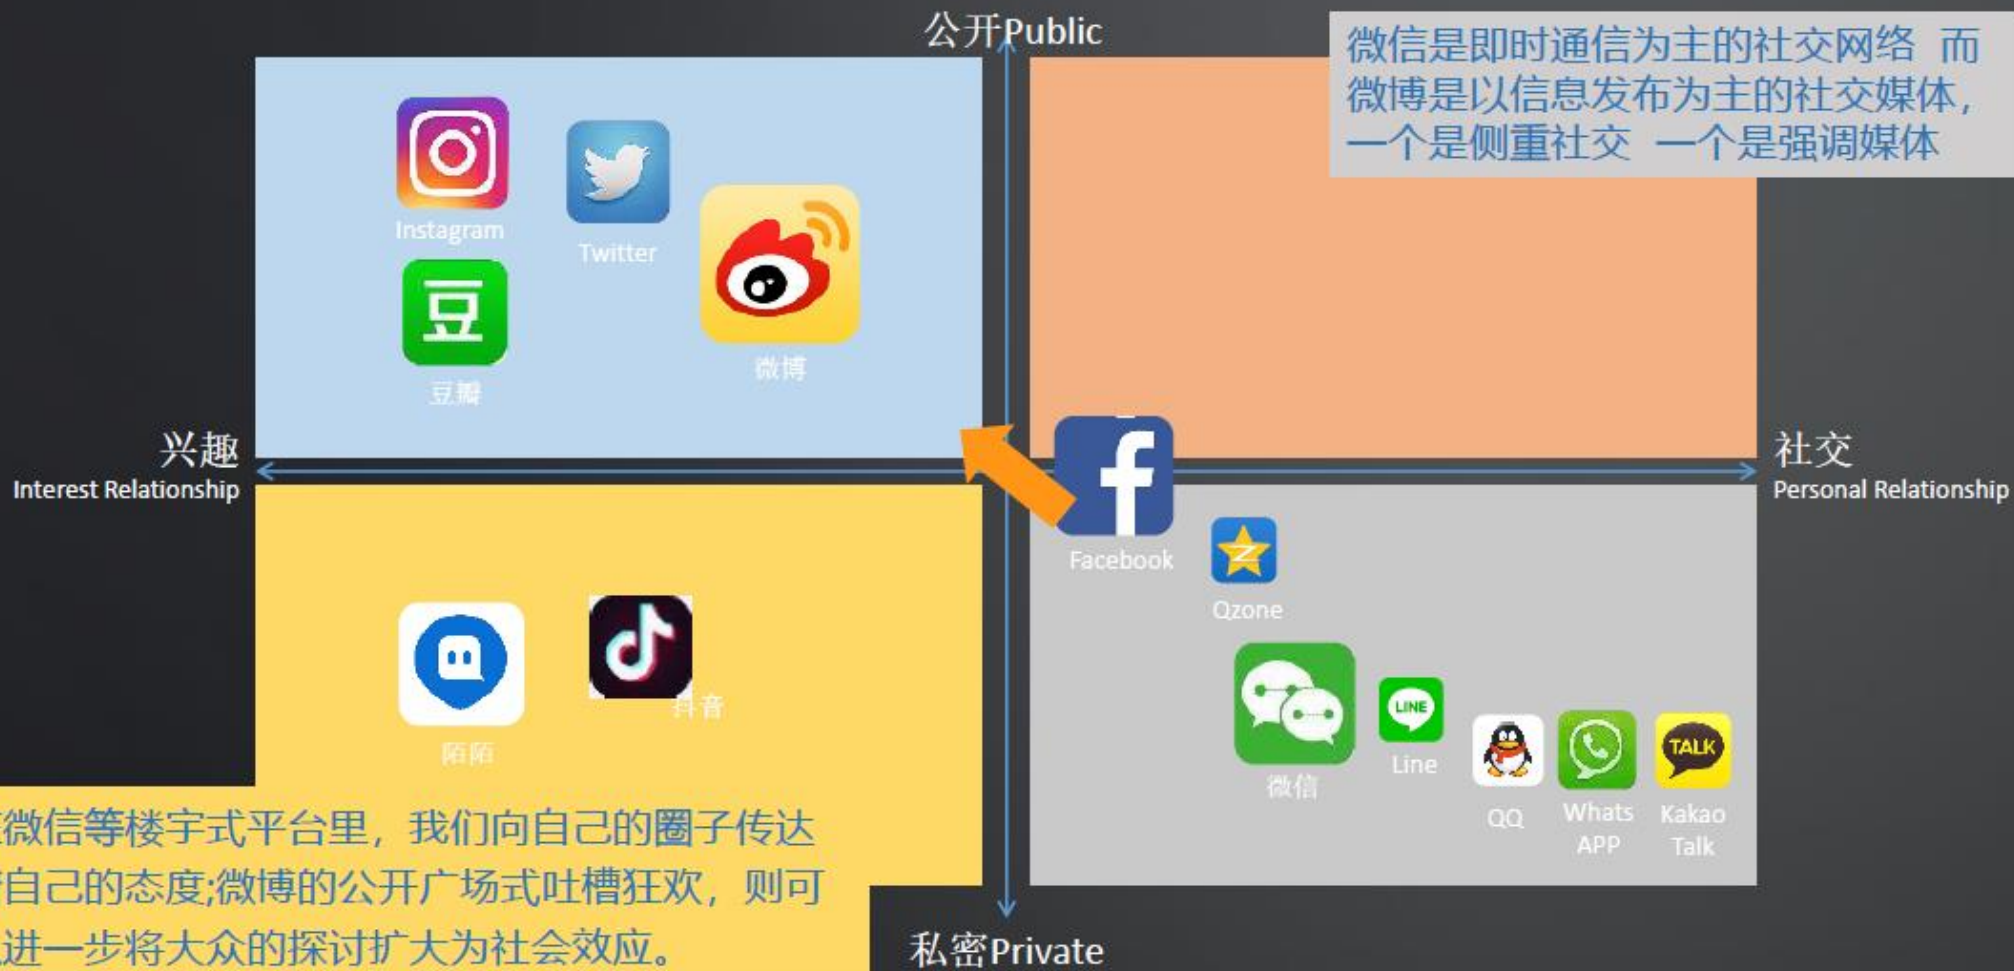 公开Public
微信是即时通信为主的社交网络 而
微博是以信息发布为主的社交媒体，
一个是侧重社交 一个是强调媒体
Instagram
Twitter
豆
豆瓣
微博
兴趣
Interest Relationship
社交
Personal Relationship
f
Facebook
Qzone
陌陌
抖音
微信
LINE
Line
QQ
Whats
APP
TALK
Kakao
Talk
微信等楼宇式平台里，我们向自己的圈子传达
自己的态度;微博的公开广场式吐槽狂欢，则可
进一步将大众的探讨扩大为社会效应。
私密Private